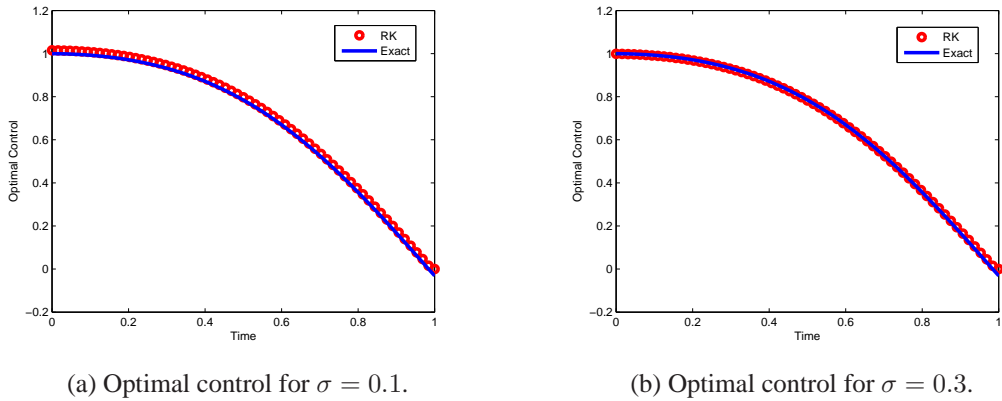 1.2
1
0.8
0.6
0.4
0.2
0
−0.2
0 0.2 0.4 0.6 0.8 1
Optimal Control
Time
RK
Exact
(a) Optimal control for σ = 0.1.
1.2
1
0.8
0.6
0.4
0.2
0
−0.2
0 0.2 0.4 0.6 0.8 1
Optimal Control
Time
RK
Exact
(b) Optimal control for σ = 0.3.